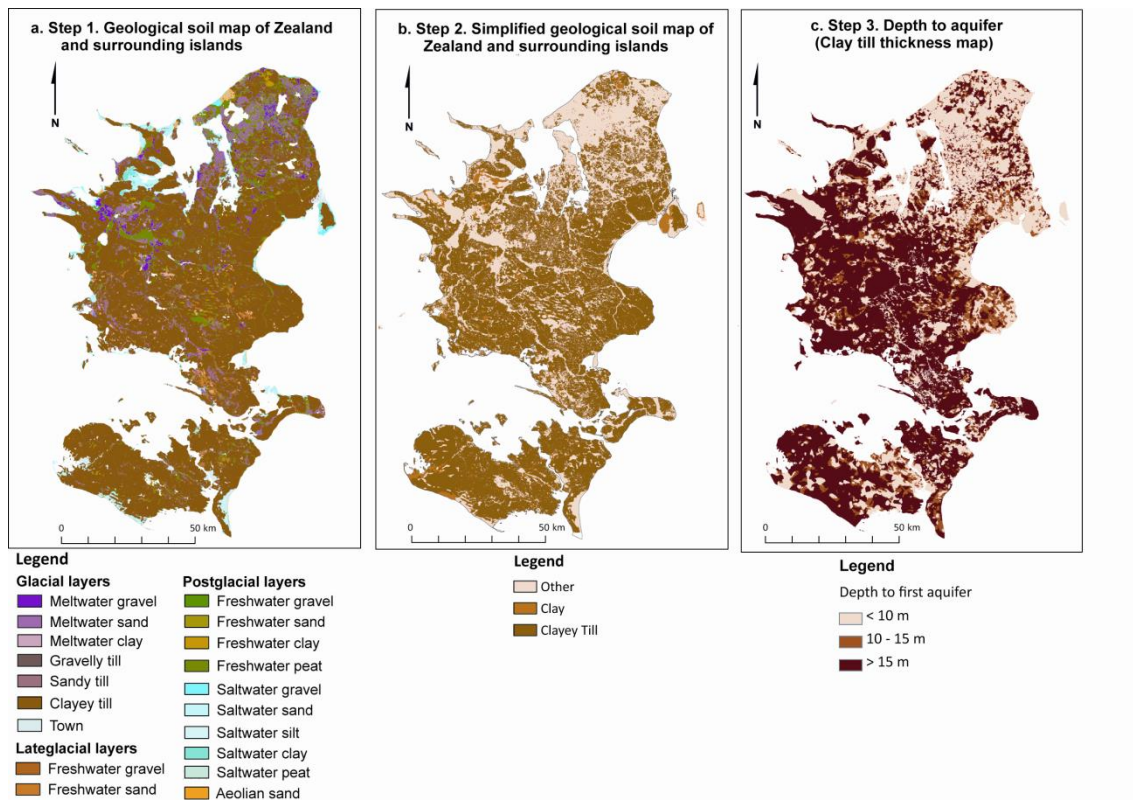 a. Step 1. Geological soil map of Zealand
and surrounding islands
N
0
50 km
Legend
Glacial layers
Meltwater gravel
Meltwater sand
Meltwater clay
Gravelly till
Sandy till
Clayey till
Town
Lateglacial layers
Freshwater gravel
Freshwater sand
Postglacial layers
Freshwater gravel
Freshwater sand
Freshwater clay
Freshwater peat
Saltwater gravel
Saltwater sand
Saltwater silt
Saltwater clay
Saltwater peat
Aeolian sand
b. Step 2. Simplified geological soil map of
Zealand and surrounding islands
N
0
50 km
Legend
Other
Clay
Clayey Till
c. Step 3. Depth to aquifer
(Clay till thickness map)
N
0
50 km
Legend
Depth to first aquifer
< 10 m
10 - 15 m
> 15 m